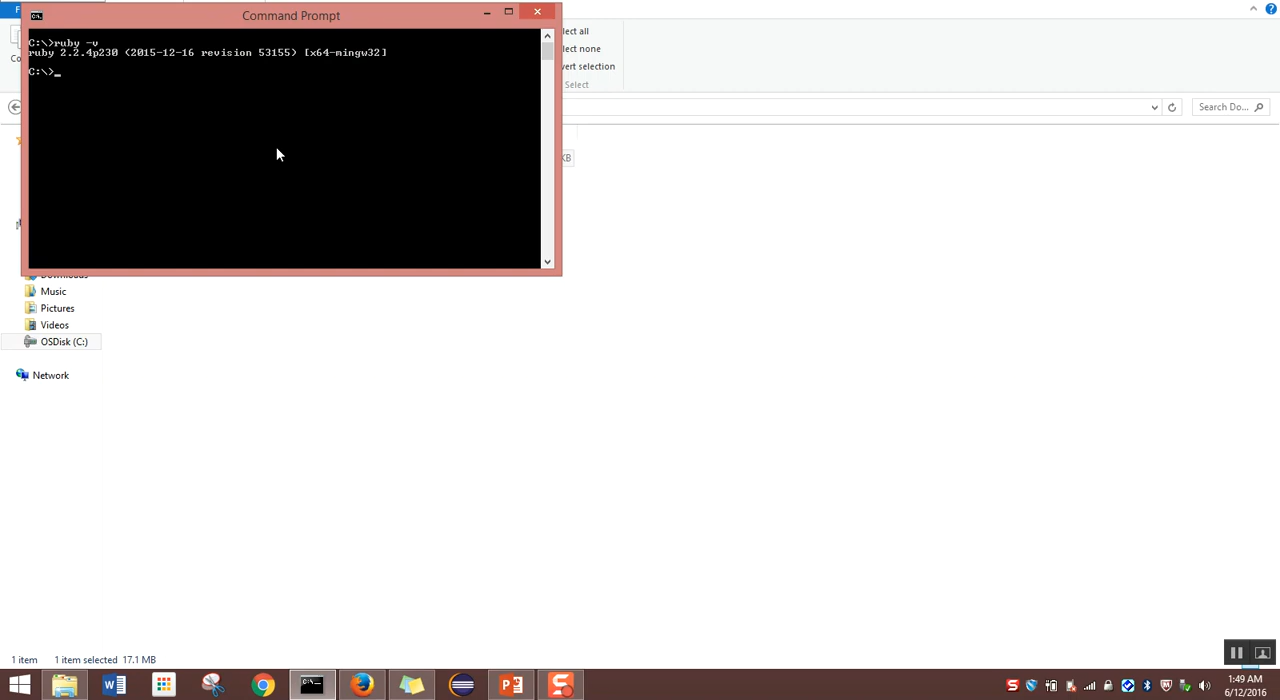 Command Prompt
C:\>ruby -v
ruby 2.2.4p230 (2015-12-16 revision 53155) [x64-mingw32]
C:\>_
lect all
lect none
vert selection
Select
Search Do...
KB
Downloads
Music
Pictures
Videos
OSDisk (C:)
Network
1 item 1 item selected 17.1 MB
1:49 AM
6/12/2016